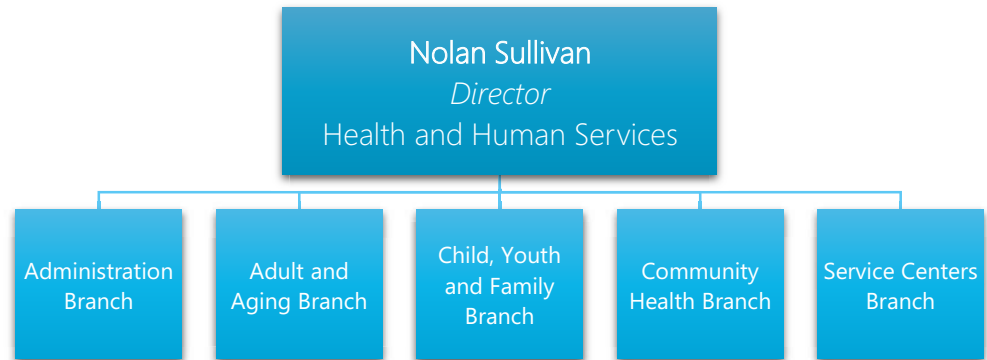 Nolan Sullivan
Director
Health and Human Services
Administration
Branch
Adult and
Aging Branch
Child, Youth
and Family
Branch
Community
Health Branch
Service Centers
Branch